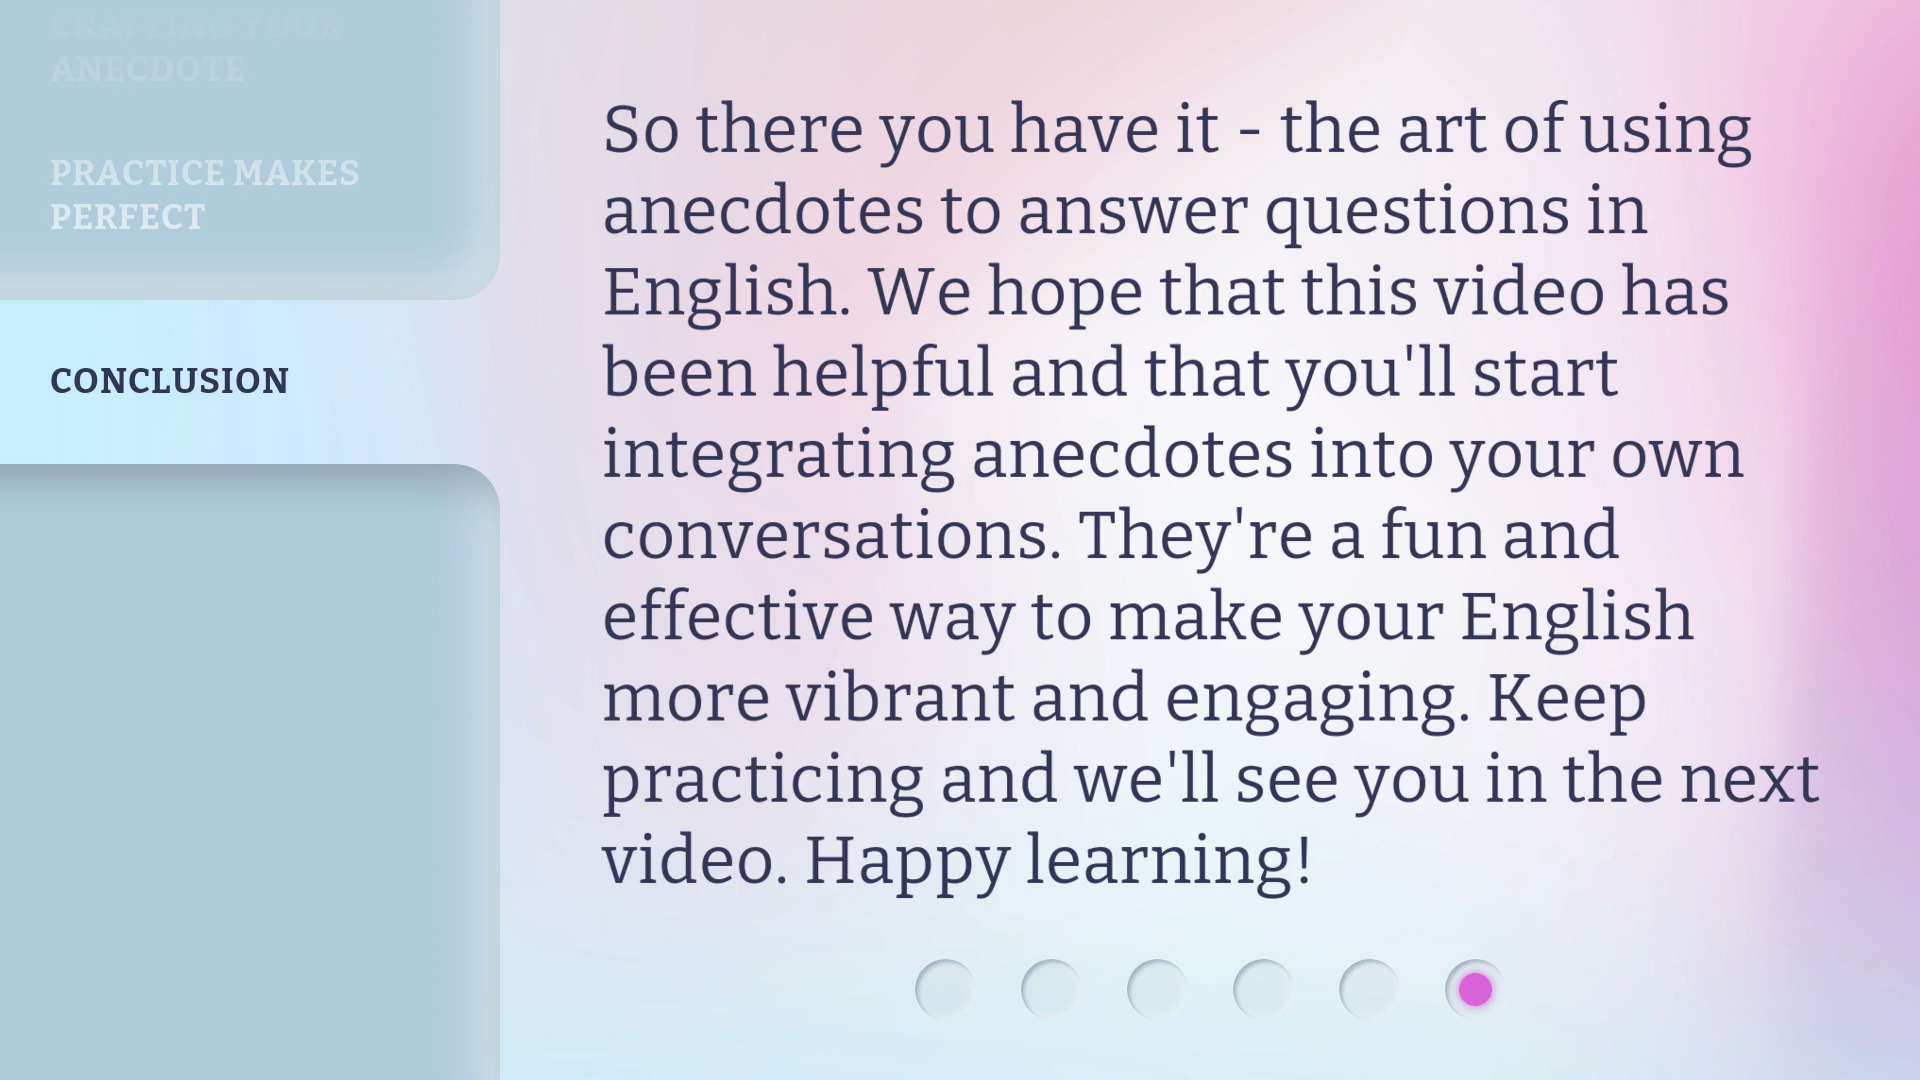 CRAFTING YOUR
ANECDOTE
PRACTICE MAKES
PERFECT
CONCLUSION
So there you have it - the art of using
anecdotes to answer questions in
English. We hope that this video has
been helpful and that you'll start
integrating anecdotes into your own
conversations. They're a fun and
effective way to make your English
more vibrant and engaging. Keep
practicing and we'll see you in the next
video. Happy learning!